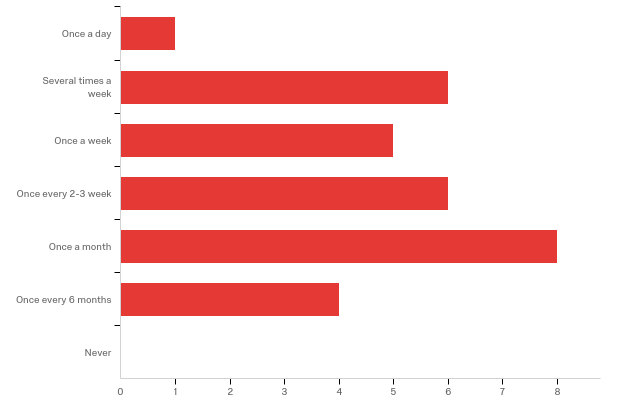 Once a day
Several times a
week
Once a week
Once every 2-3 week
Once a month
Once every 6 months
Never
0 1 2 3 4 5 6 7 8